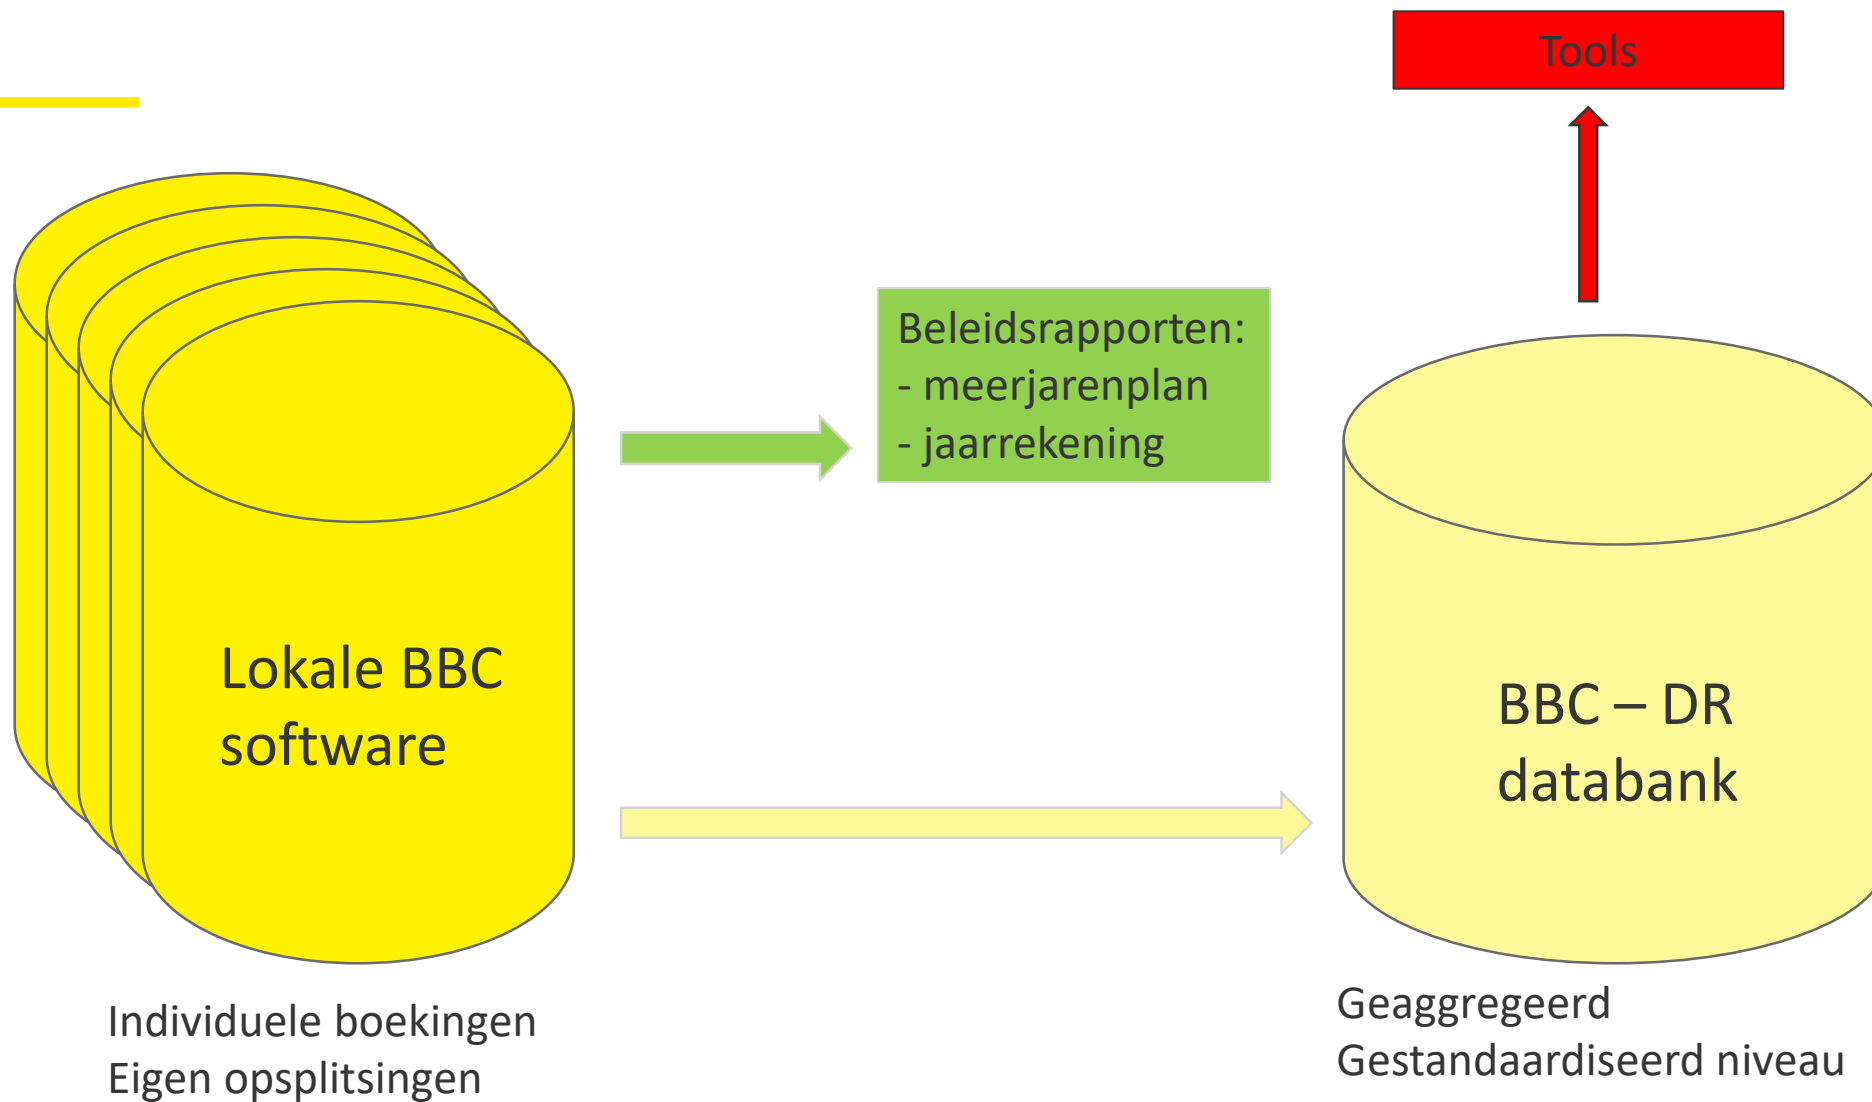 Tools
Beleidsrapporten:
- meerjarenplan
- jaarrekening
Lokale BBC
software
BBC – DR
databank
Individuele boekingen
Eigen opsplitsingen
Geaggregeerd
Gestandaardiseerd niveau